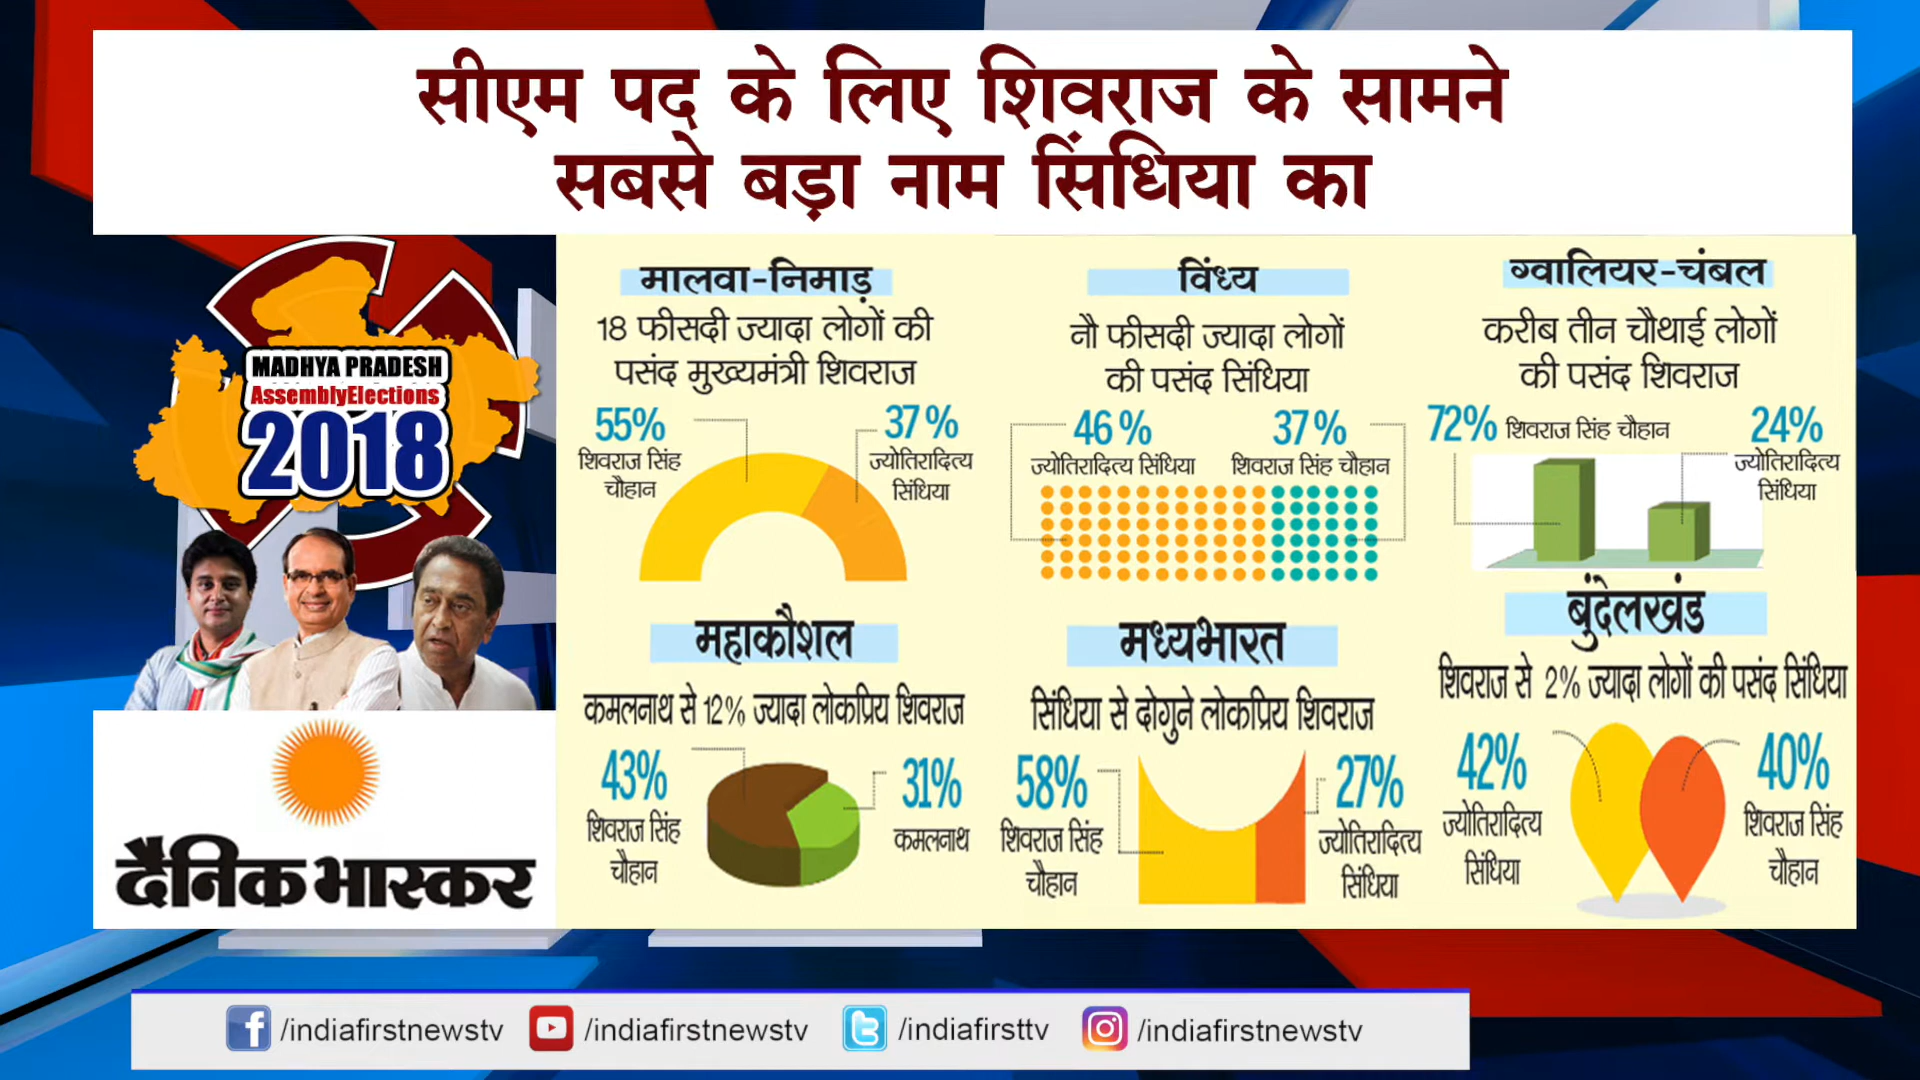 सीएम पद के लिए शिवराज के सामने
सबसे बड़ा नाम सिंधिया का
MADHYA PRADESH
AssemblyElections
2018
दैनिक भास्कर
मालवा-निमाड़
18 फीसदी ज्यादा लोगों की
पसंद मुख्यमंत्री शिवराज
55%
शिवराज सिंह
चौहान
37%
ज्योतिरादित्य
सिंधिया
विंध्य
नौ फीसदी ज्यादा लोगों
की पसंद सिंधिया
46%
ज्योतिरादित्य सिंधिया
37%
शिवराज सिंह चौहान
ग्वालियर-चंबल
करीब तीन चौथाई लोगों
की पसंद शिवराज
72% शिवराज सिंह चौहान
24%
ज्योतिरादित्य
सिंधिया
महाकौशल
कमलनाथ से 12% ज्यादा लोकप्रिय शिवराज
43%
शिवराज सिंह
चौहान
31%
कमलनाथ
मध्यभारत
सिंधिया से दोगुने लोकप्रिय शिवराज
58%
शिवराज सिंह
चौहान
27%
ज्योतिरादित्य
सिंधिया
बुंदेलखंड
शिवराज से 2% ज्यादा लोगों की पसंद सिंधिया
42%
ज्योतिरादित्य
सिंधिया
40%
शिवराज सिंह
चौहान
/indiafirstnewstv
/indiafirstnewstv
/indiafirsttv
/indiafirstnewstv